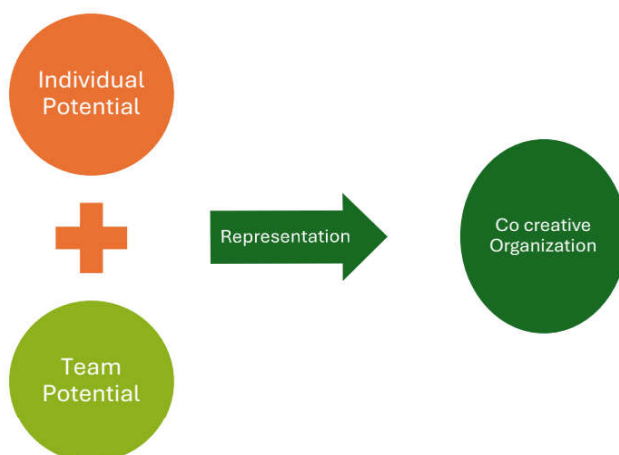 Individual
Potential
Representation
Co creative
Organization
Team
Potential